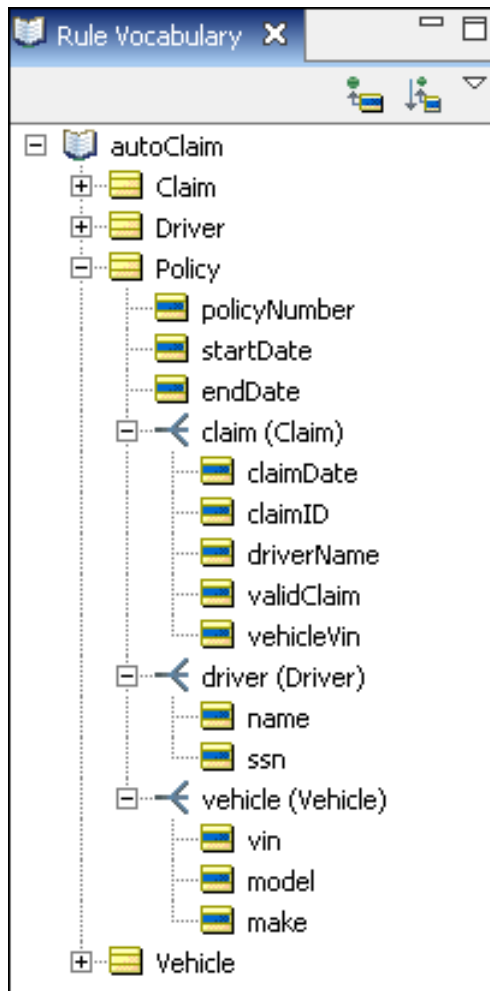 Rule Vocabulary
autoClaim
Claim
Driver
Policy
policyNumber
startDate
endDate
claim (Claim)
claimDate
claimID
driverName
validClaim
vehicleVin
driver (Driver)
name
ssn
vehicle (Vehicle)
vin
model
make
Vehicle